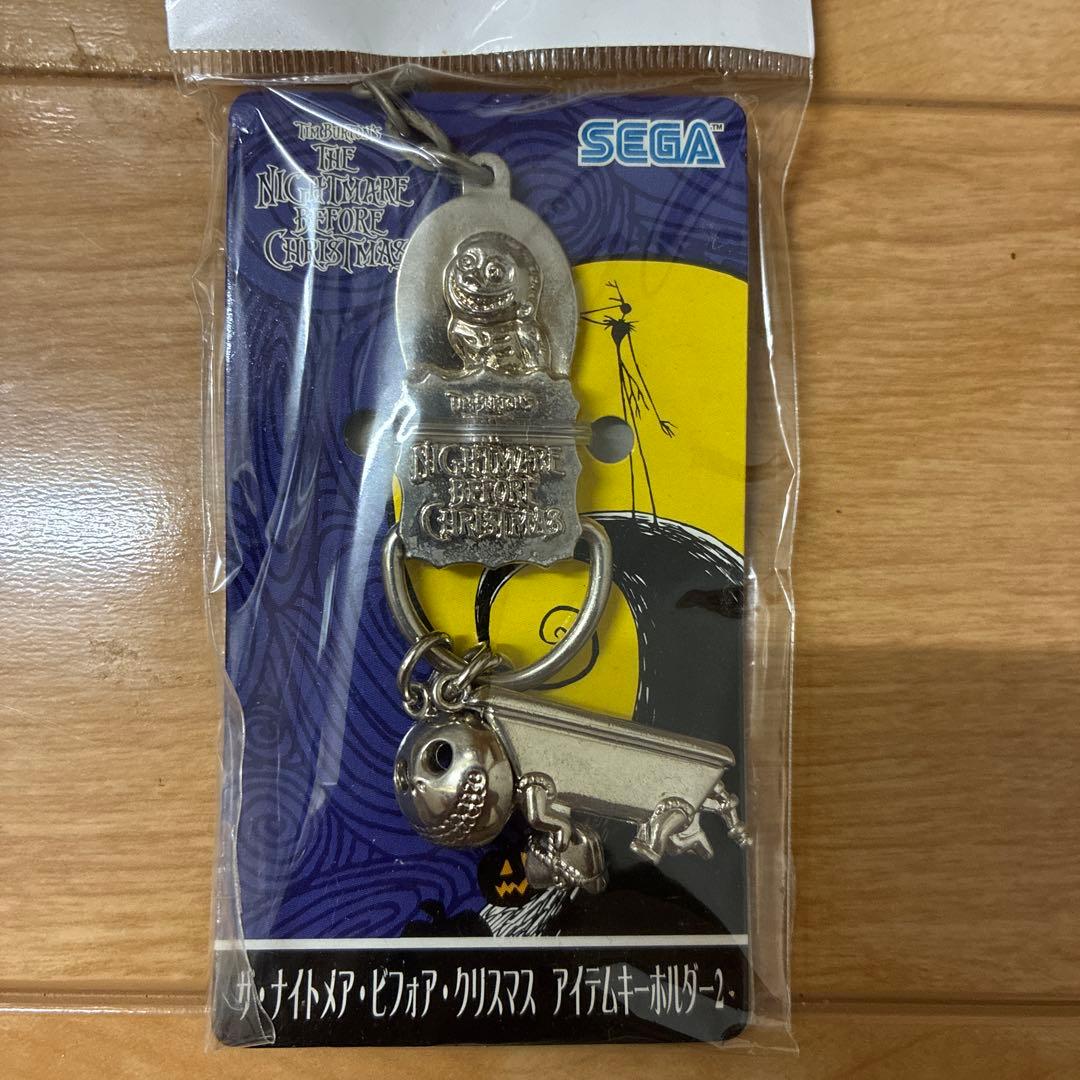 TIM BURTON'S
THE
NIGHTMARE
BEFORE
CHRISTMAS
SEGA™
TIM BURTON'S
NIGHTMARE
BEFORE
CHRISTMAS
ザ・ナイトメア・ビフォア・クリスマス アイテムキーホルダー2-